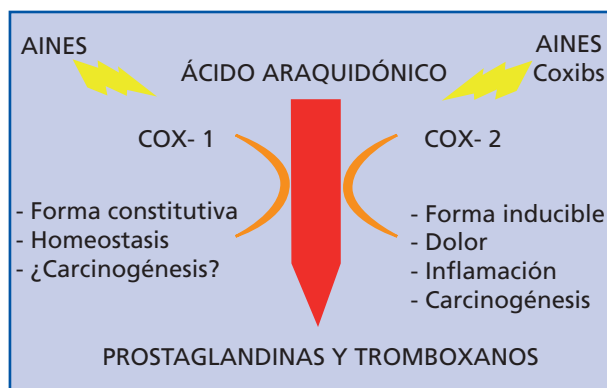 AINES
AINES
Coxibs
ÁCIDO ARAQUIDÓNICO
COX- 1
COX- 2
- Forma constitutiva
- Homeostasis
- ¿Carcinogénesis?
- Forma inducible
- Dolor
- Inflamación
- Carcinogénesis
PROSTAGLANDINAS Y TROMBOXANOS